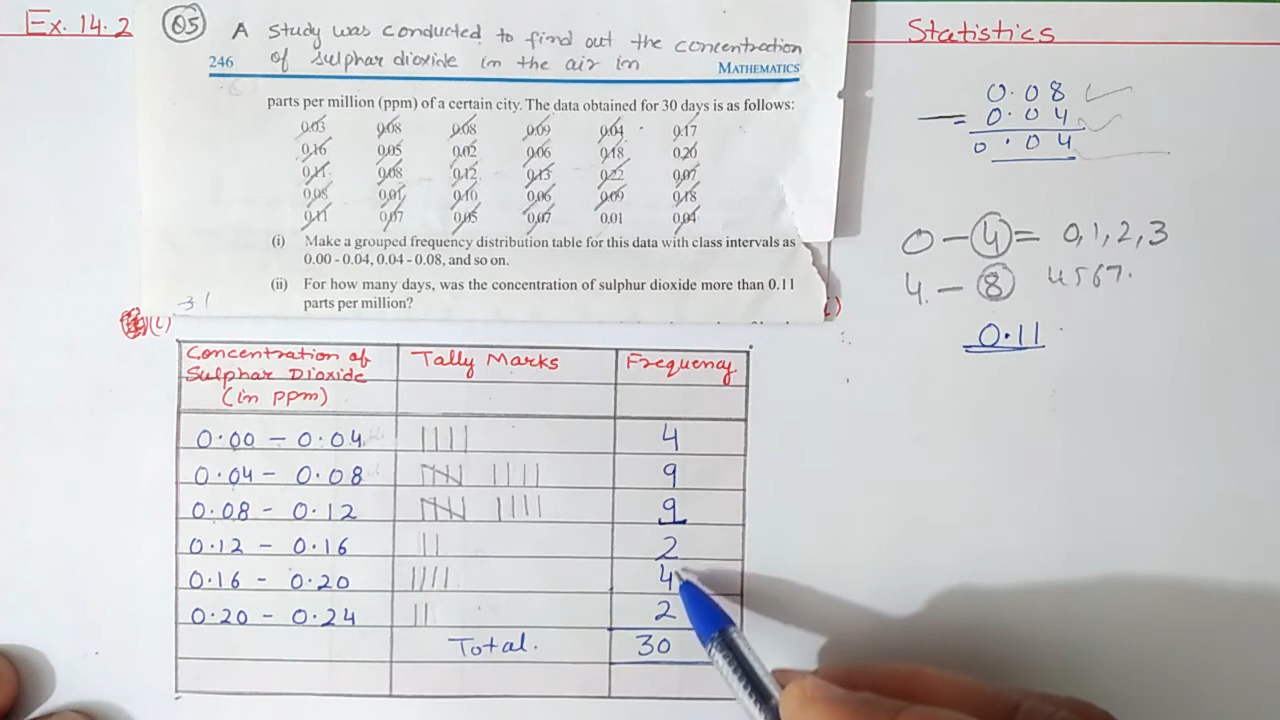 Ex. 14.2
Q5 A study was conducted to find out the concentration
of sulphar dioxide in the air in
246 MATHEMATICS
parts per million (ppm) of a certain city. The data obtained for 30 days is as follows:
0.03 0.08 0.08 0.09 0.04 0.17
0.16 0.05 0.02 0.06 0.18 0.20
0.11 0.08 0.12 0.13 0.22 0.07
0.08 0.01 0.10 0.06 0.09 0.18
0.11 0.07 0.05 0.07 0.01 0.04
(i) Make a grouped frequency distribution table for this data with class intervals as
0.00 - 0.04, 0.04 - 0.08, and so on.
(ii) For how many days, was the concentration of sulphur dioxide more than 0.11
parts per million?
31
(i)
Concentration of
Sulphar Dioxide
(in ppm)
Tally Marks
Frequency
0.00 - 0.04 |||| 4
0.04 - 0.08 9
0.08 - 0.12 9
0.12 - 0.16 || 2
0.16 - 0.20 |||| 4
0.20 - 0.24 || 2
Total. 30
Statistics
0.08
= 0.04
0.04
0 - 4 = 0,1,2,3
4 - 8 4567.
0.11